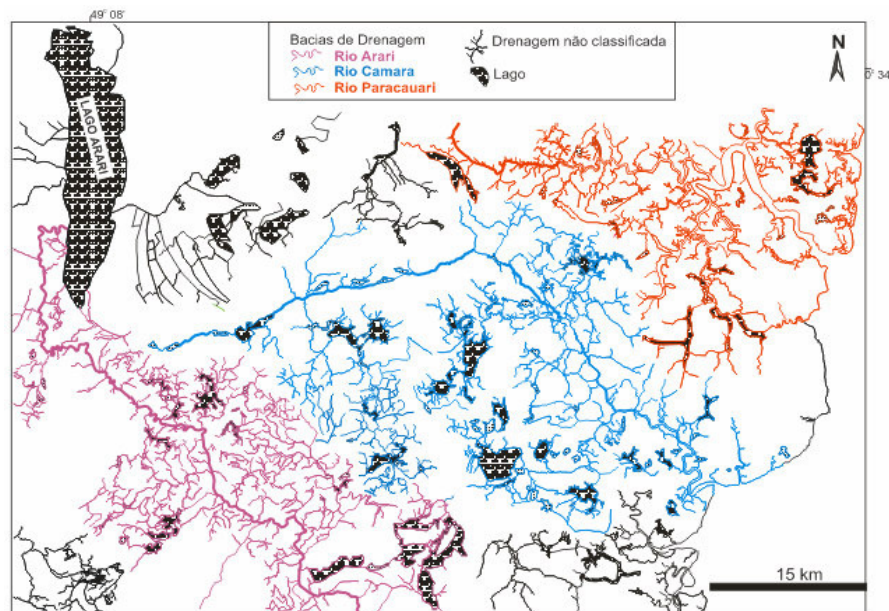 49° 08'
Bacias de Drenagem
Rio Arari
Rio Camara
Rio Paracauari
Drenagem não classificada
Lago
N
0° 34
LAGO ARARI
15 km